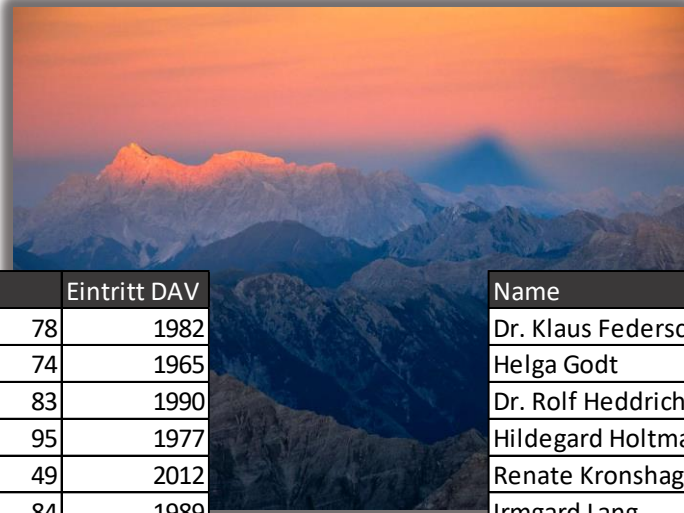 Eintritt DAV
78 1982
74 1965
83 1990
95 1977
49 2012
84 1989
Name
Dr. Klaus
Helga Godt
Dr. Rolf Heddrich
Hildegard
Renate
Irmgard Lang